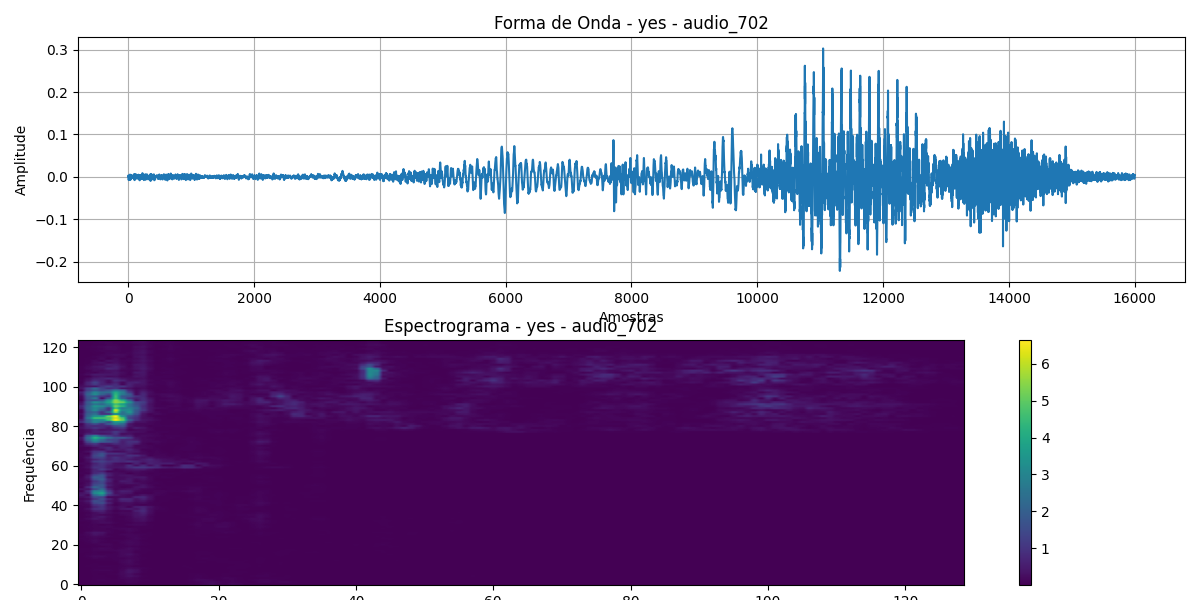 Forma de Onda - yes - audio_702
0.3
0.2
0.1
0.0
−0.1
−0.2
Amplitude
0 2000 4000 6000 8000 10000 12000 14000 16000
Amostras
Espectrograma - yes - audio_702
120
100
80
60
40
20
0
Frequência
0 20 40 60 80 100 120
6
5
4
3
2
1